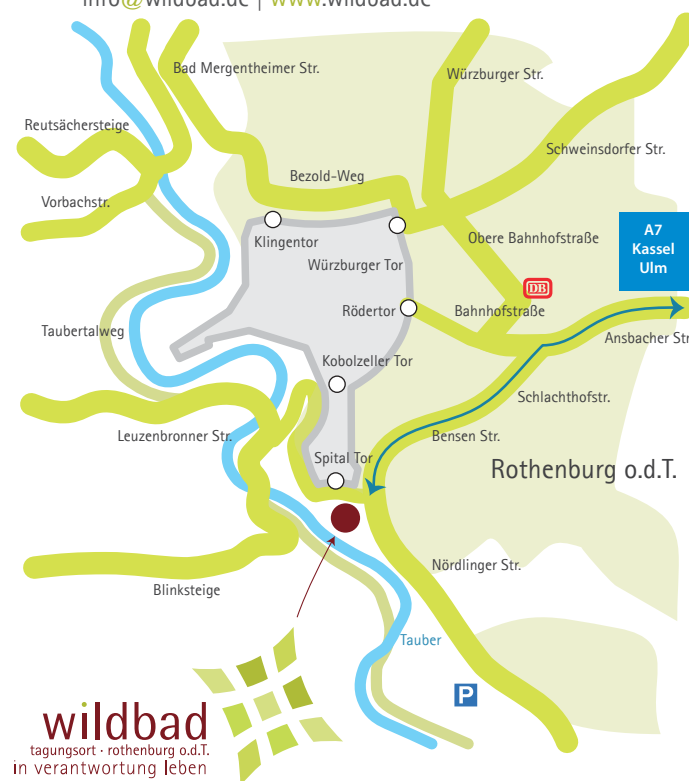 info@wildbad.de | www.wildbad.de
Bad Mergentheimer Str.
Würzburger Str.
Reutsächersteige
Schweinsdorfer Str.
Bezold-Weg
Vorbachstr.
A7
Kassel
Ulm
Klingentor
Obere Bahnhofstraße
Würzburger Tor
DB
Rödertor
Bahnhofstraße
Taubertalweg
Ansbacher Str.
Kobolzeller Tor
Schlachthofstr.
Leuzenbronner Str.
Bensen Str.
Spital Tor
Rothenburg o.d.T.
Nördlinger Str.
Blinksteige
Tauber
P
wildbad
tagungsort · rothenburg o.d.T.
in verantwortung leben